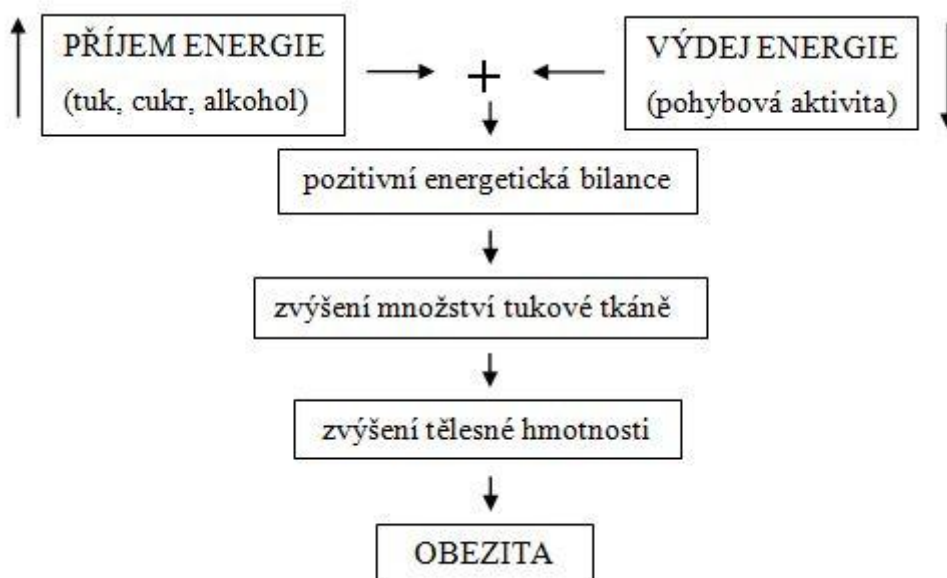 PŘÍJEM ENERGIE
(tuk, cukr, alkohol)
+
VÝDEJ ENERGIE
(pohybová aktivita)
pozitivní energetická bilance
zvýšení množství tukové tkáně
zvýšení tělesné hmotnosti
OBEZITA